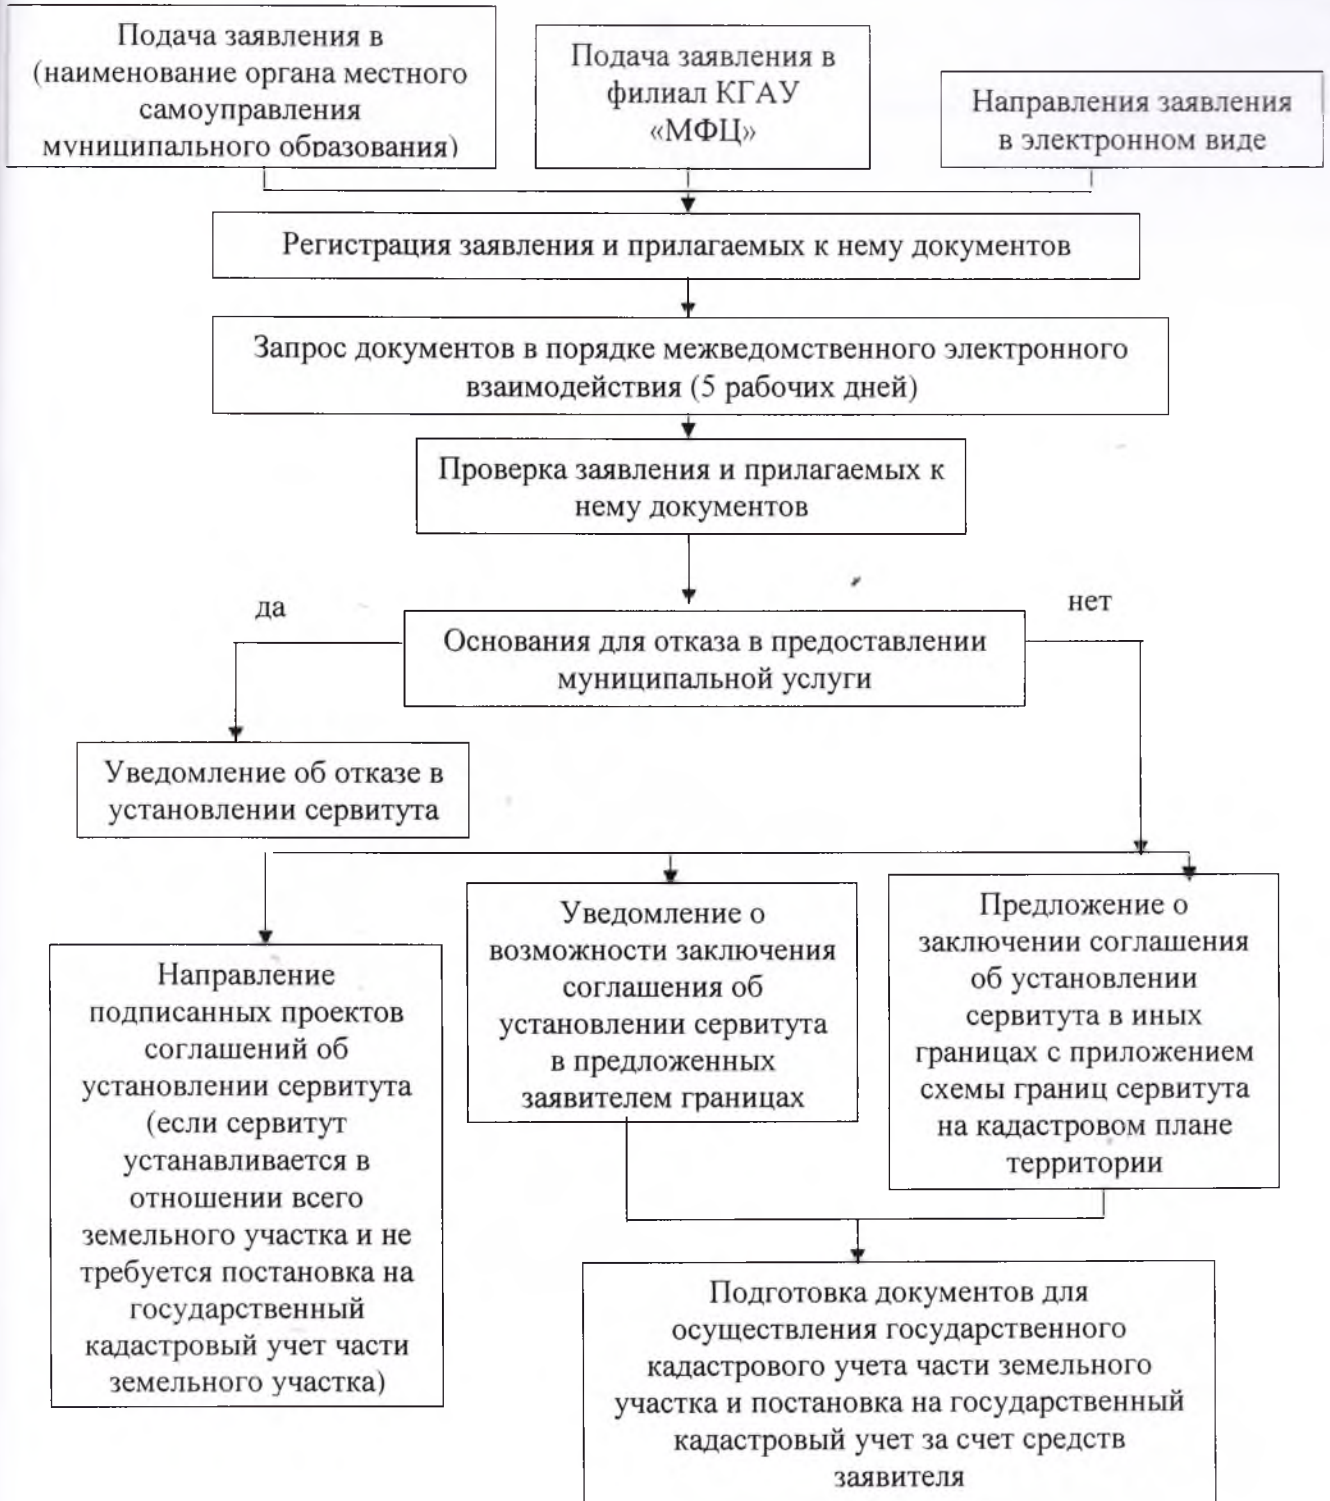 Подача заявления в
(наименование органа местного
самоуправления
муниципального образования)
Подача заявления в
филиал КГАУ
«МФЦ»
Направления заявления
в электронном виде
Регистрация заявления и прилагаемых к нему документов
Запрос документов в порядке межведомственного электронного
взаимодействия (5 рабочих дней)
Проверка заявления и прилагаемых к
нему документов
да
нет
Основания для отказа в предоставлении
муниципальной услуги
Уведомление об отказе в
установлении сервитута
Направление
подписанных проектов
соглашений об
установлении сервитута
(если сервитут
устанавливается в
отношении всего
земельного участка и не
требуется постановка на
государственный
кадастровый учет части
земельного участка)
Уведомление о
возможности заключения
соглашения об
установлении сервитута
в предложенных
заявителем границах
Предложение о
заключении соглашения
об установлении
сервитута в иных
границах с приложением
схемы границ сервитута
на кадастровом плане
территории
Подготовка документов для
осуществления государственного
кадастрового учета части земельного
участка и постановка на государственный
кадастровый учет за счет средств
заявителя